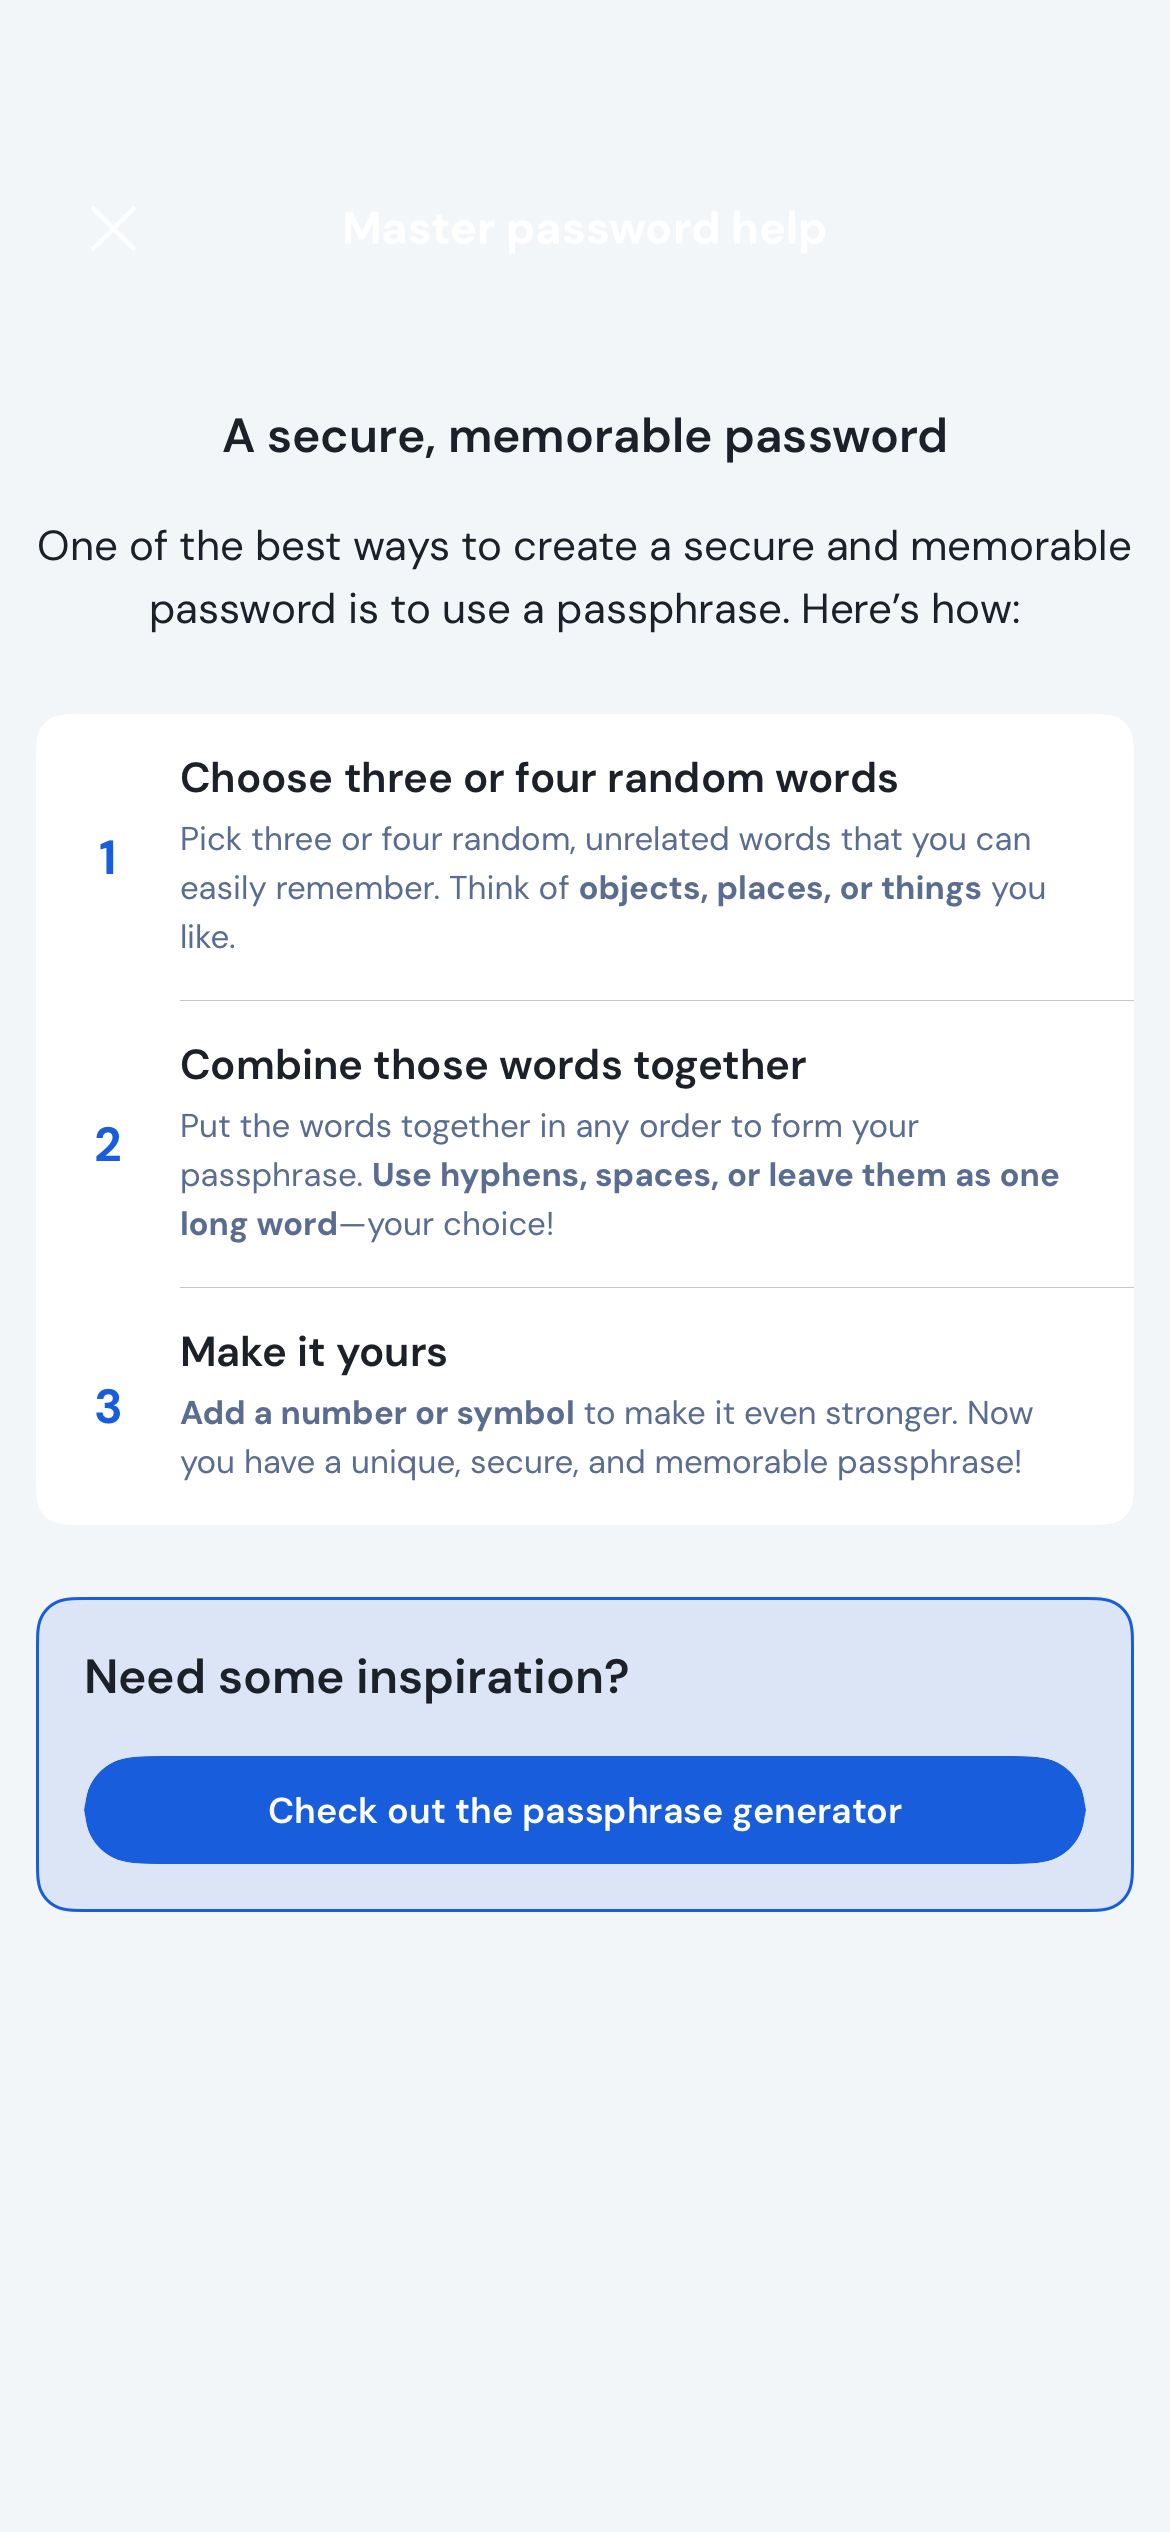 Master password help
A secure, memorable password
One of the best ways to create a secure and memorable
password is to use a passphrase. Here’s how:
1
Choose three or four random words
Pick three or four random, unrelated words that you can
easily remember. Think of objects, places, or things you
like.
2
Combine those words together
Put the words together in any order to form your
passphrase. Use hyphens, spaces, or leave them as one
long word—your choice!
3
Make it yours
Add a number or symbol to make it even stronger. Now
you have a unique, secure, and memorable passphrase!
Need some inspiration?
Check out the passphrase generator